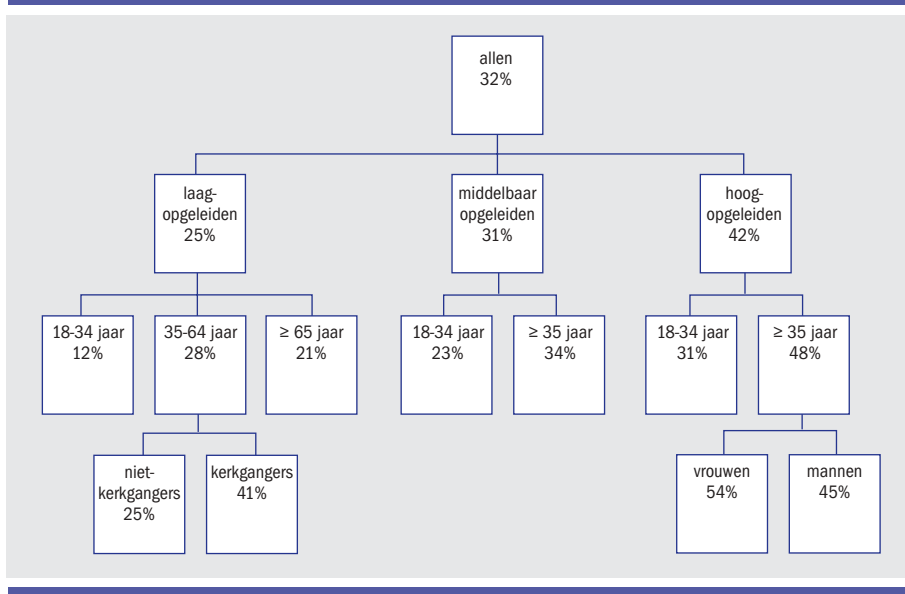 allen
32%
laag-
opgeleiden
25%
middelbaar
opgeleiden
31%
hoog-
opgeleiden
42%
18-34 jaar
12%
35-64 jaar
28%
≥ 65 jaar
21%
18-34 jaar
23%
≥ 35 jaar
34%
18-34 jaar
31%
≥ 35 jaar
48%
niet-
kerkgangers
25%
kerkgangers
41%
vrouwen
54%
mannen
45%